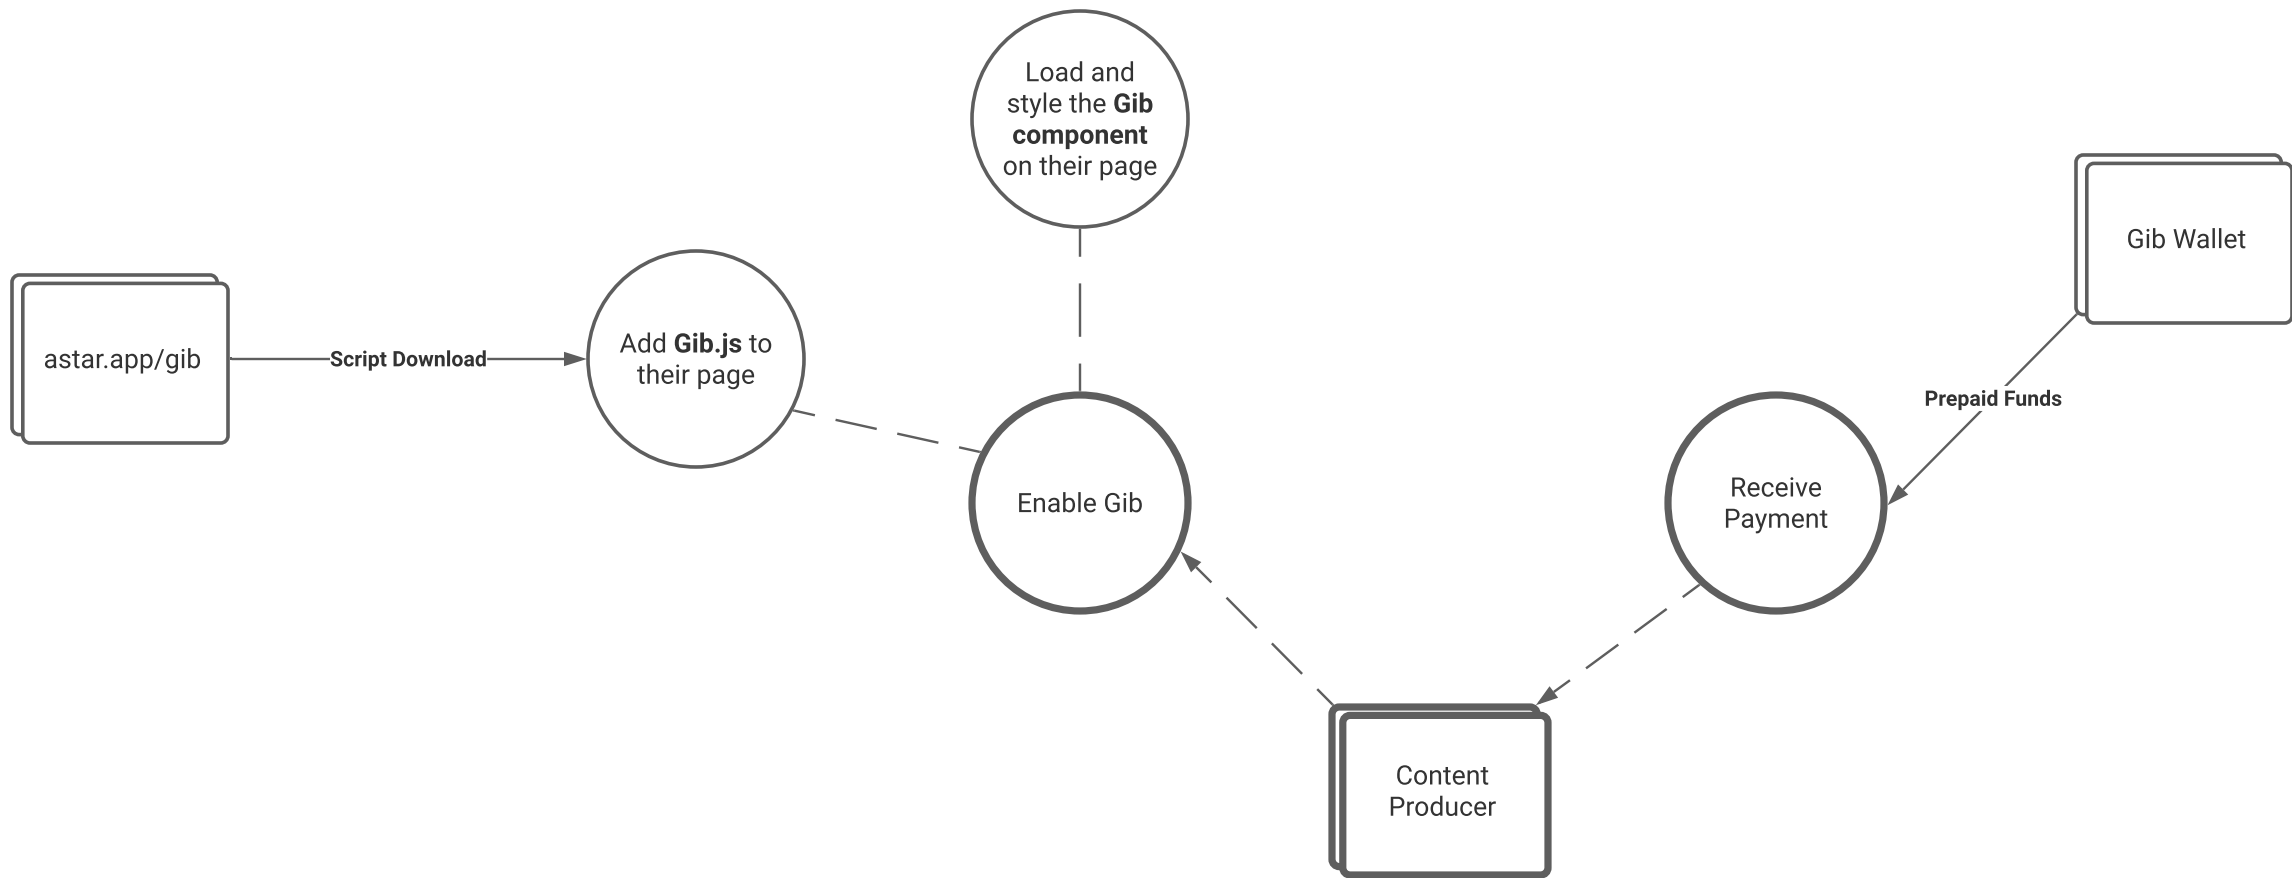 Load and
style the Gib
component
on their page
Gib Wallet
astar.app/gib
Script Download
Add Gib.js to
their page
Prepaid Funds
Enable Gib
Receive
Payment
Content
Producer